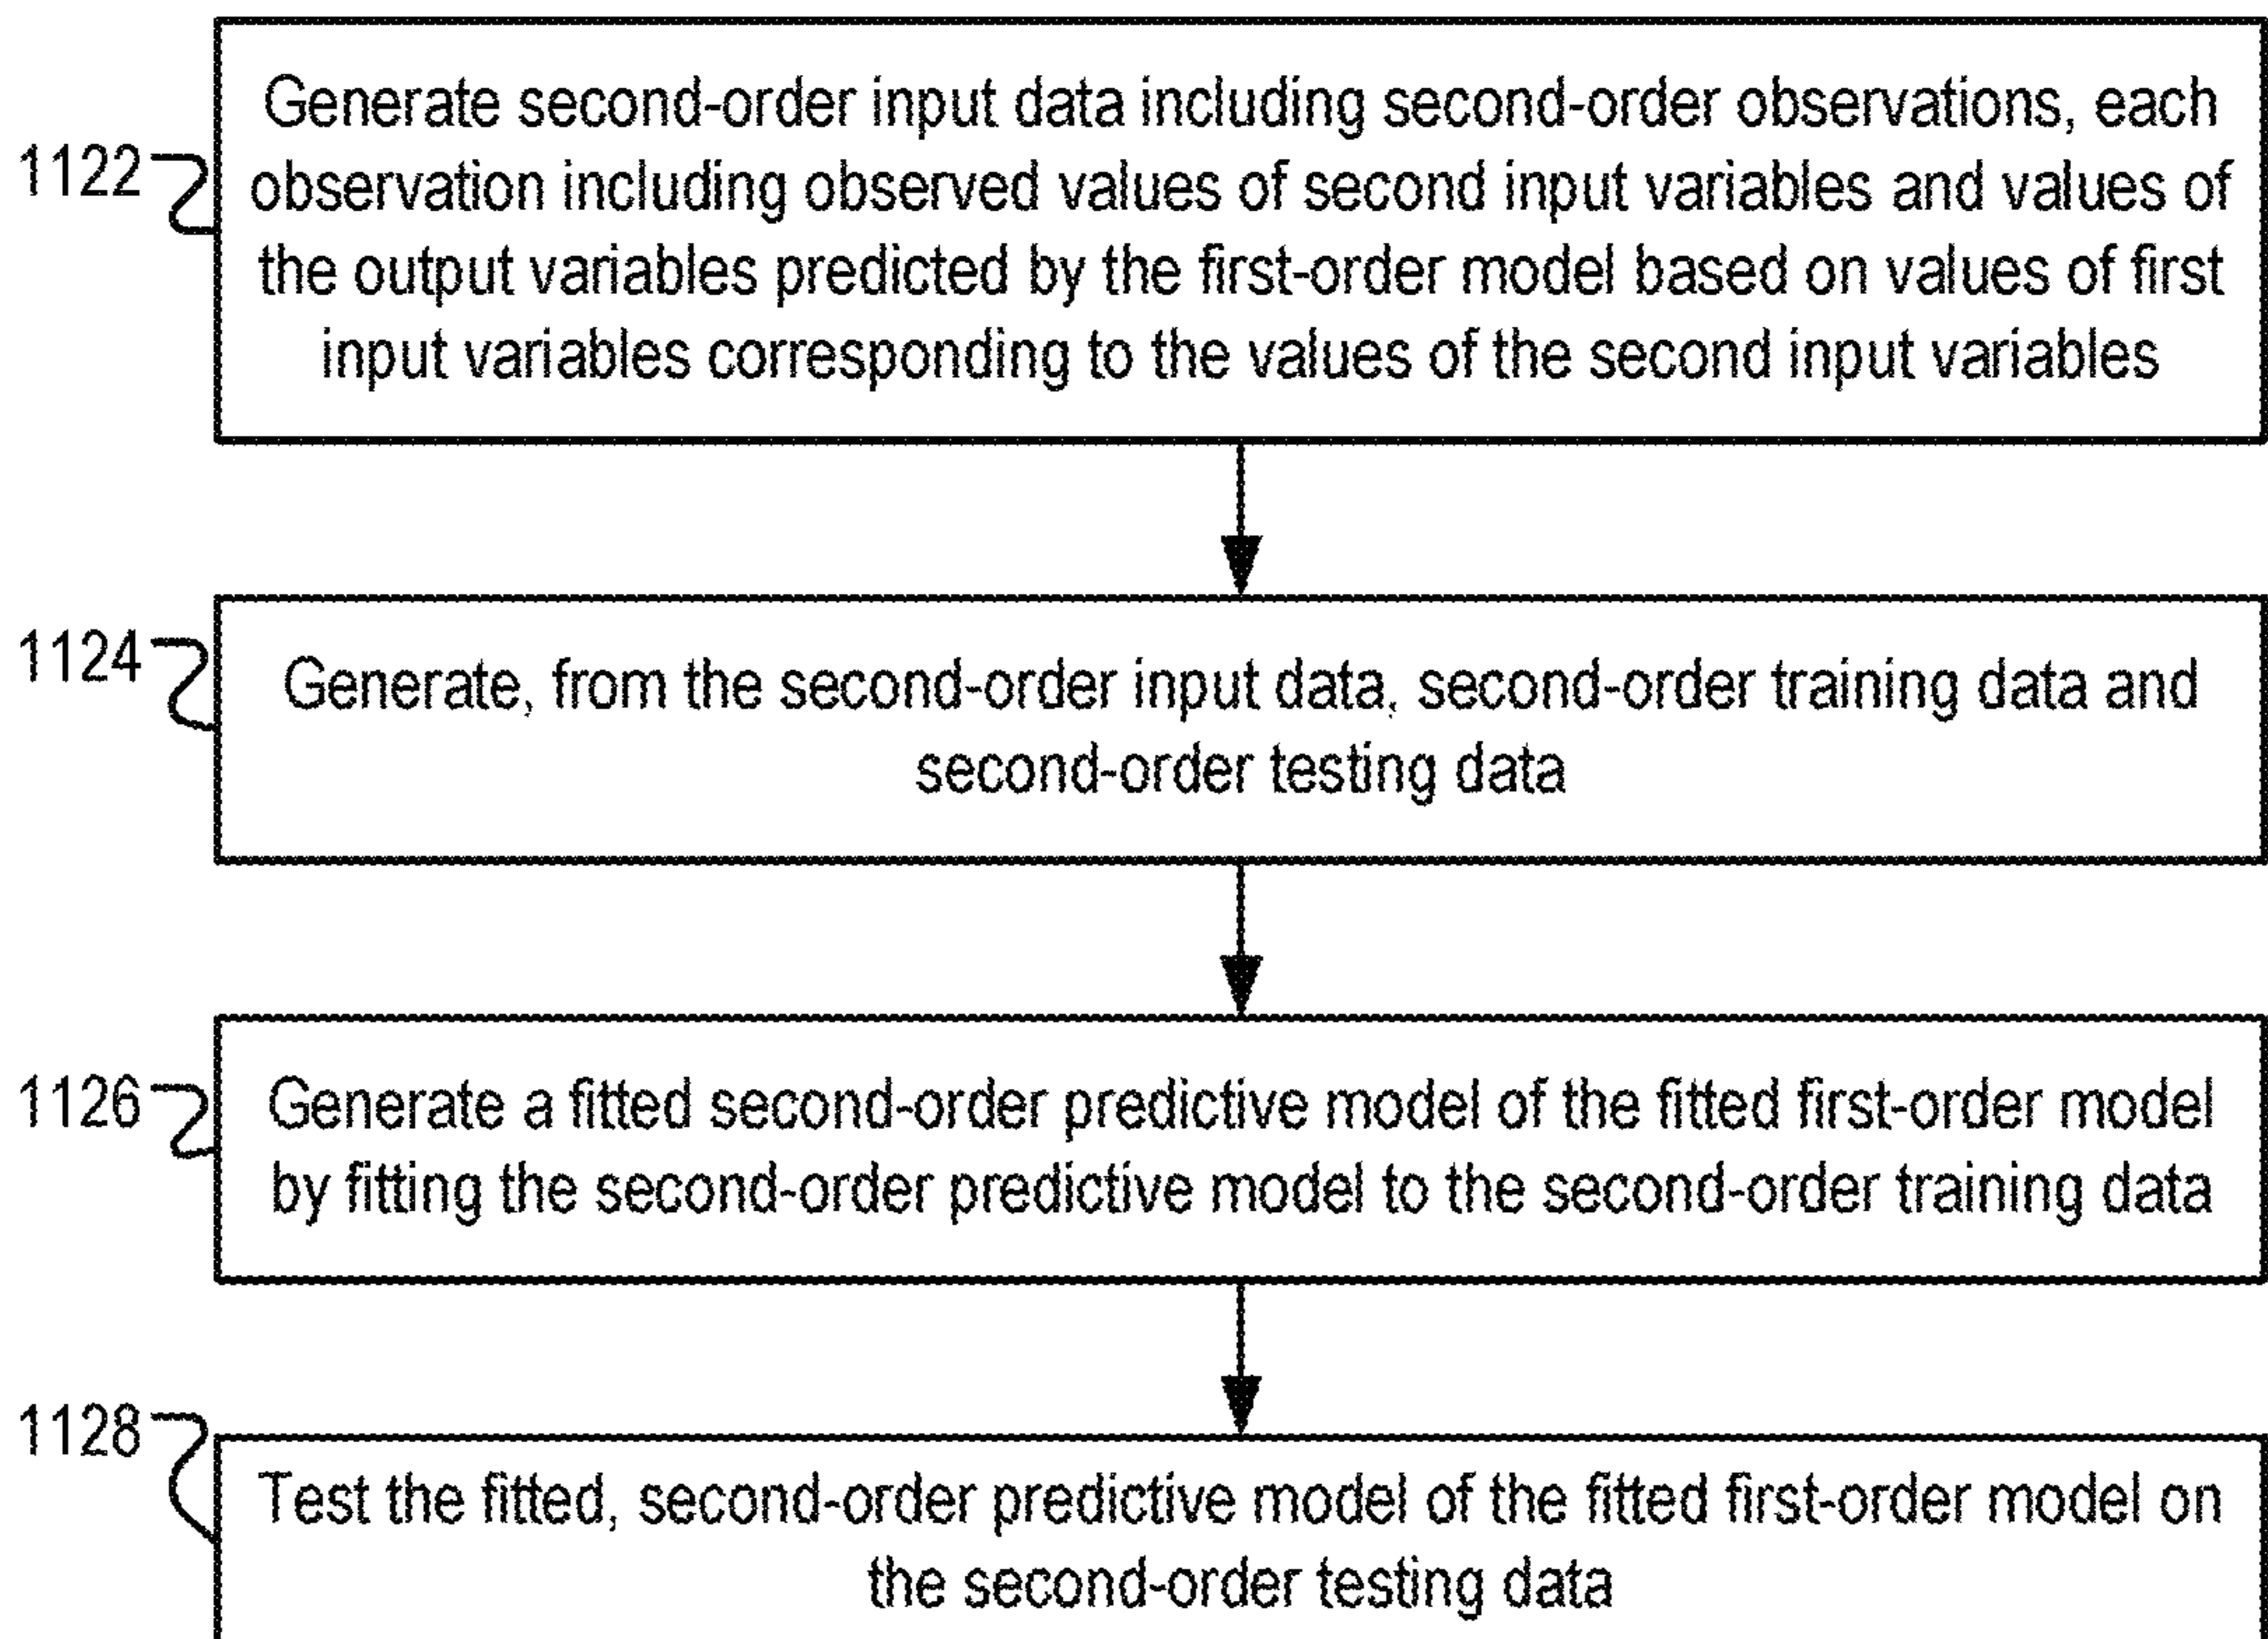 1122
Generate second-order input data including second-order observations, each
observation including observed values of second input variables and values of
the output variables predicted by the first-order model based on values of first
input variables corresponding to the values of the second input variables
1124
Generate, from the second-order input data, second-order training data and
second-order testing data
1126
Generate a fitted second-order predictive model of the fitted first-order model
by fitting the second-order predictive model to the second-order training data
1128
Test the fitted, second-order predictive model of the fitted first-order model on
the second-order testing data